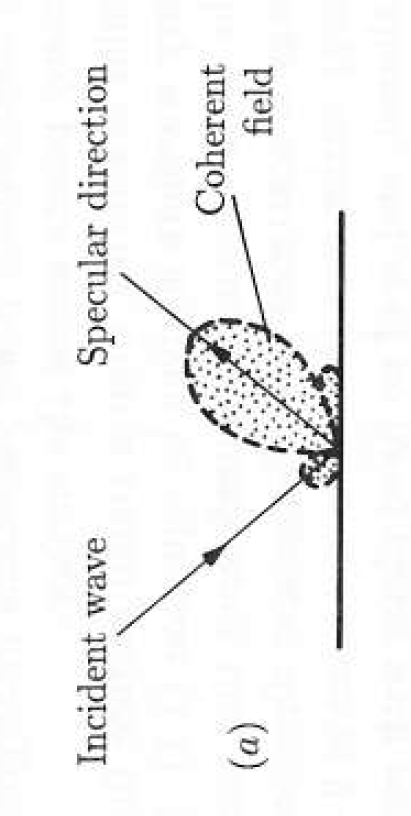 Incident wave
Specular direction
Coherent
field
(a)